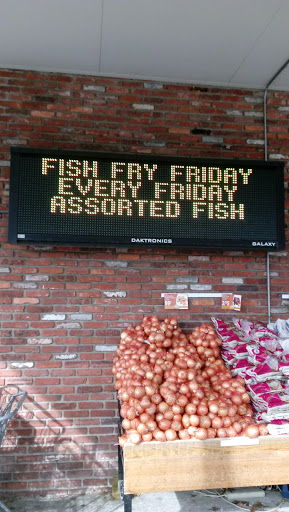 FISH FRY FRIDAY
EVERY FRIDAY
ASSORTED FISH
DAKTRONICS GALAXY